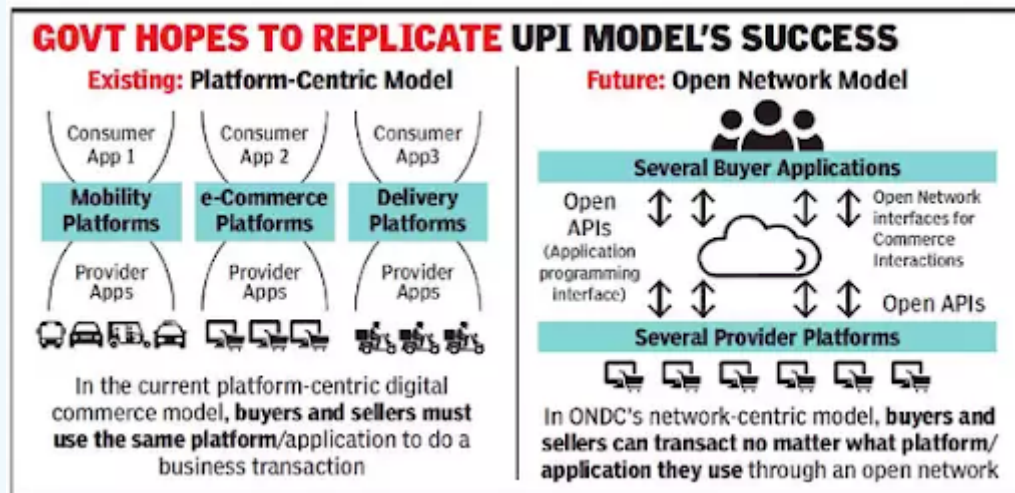 GOVT HOPES TO REPLICATE UPI MODEL'S SUCCESS
Existing: Platform-Centric Model
Consumer
App 1
Consumer
App 2
Consumer
App3
Mobility
Platforms
e-Commerce
Platforms
Delivery
Platforms
Provider
Apps
Provider
Apps
Provider
Apps
In the current platform-centric digital
commerce model, buyers and sellers must
use the same platform/application to do a
business transaction
Future: Open Network Model
Several Buyer Applications
Open
APIs
(Application
programming
interface)
Open Network
interfaces for
Commerce
Interactions
Open APIs
Several Provider Platforms
In ONDC's network-centric model, buyers and
sellers can transact no matter what platform/
application they use through an open network